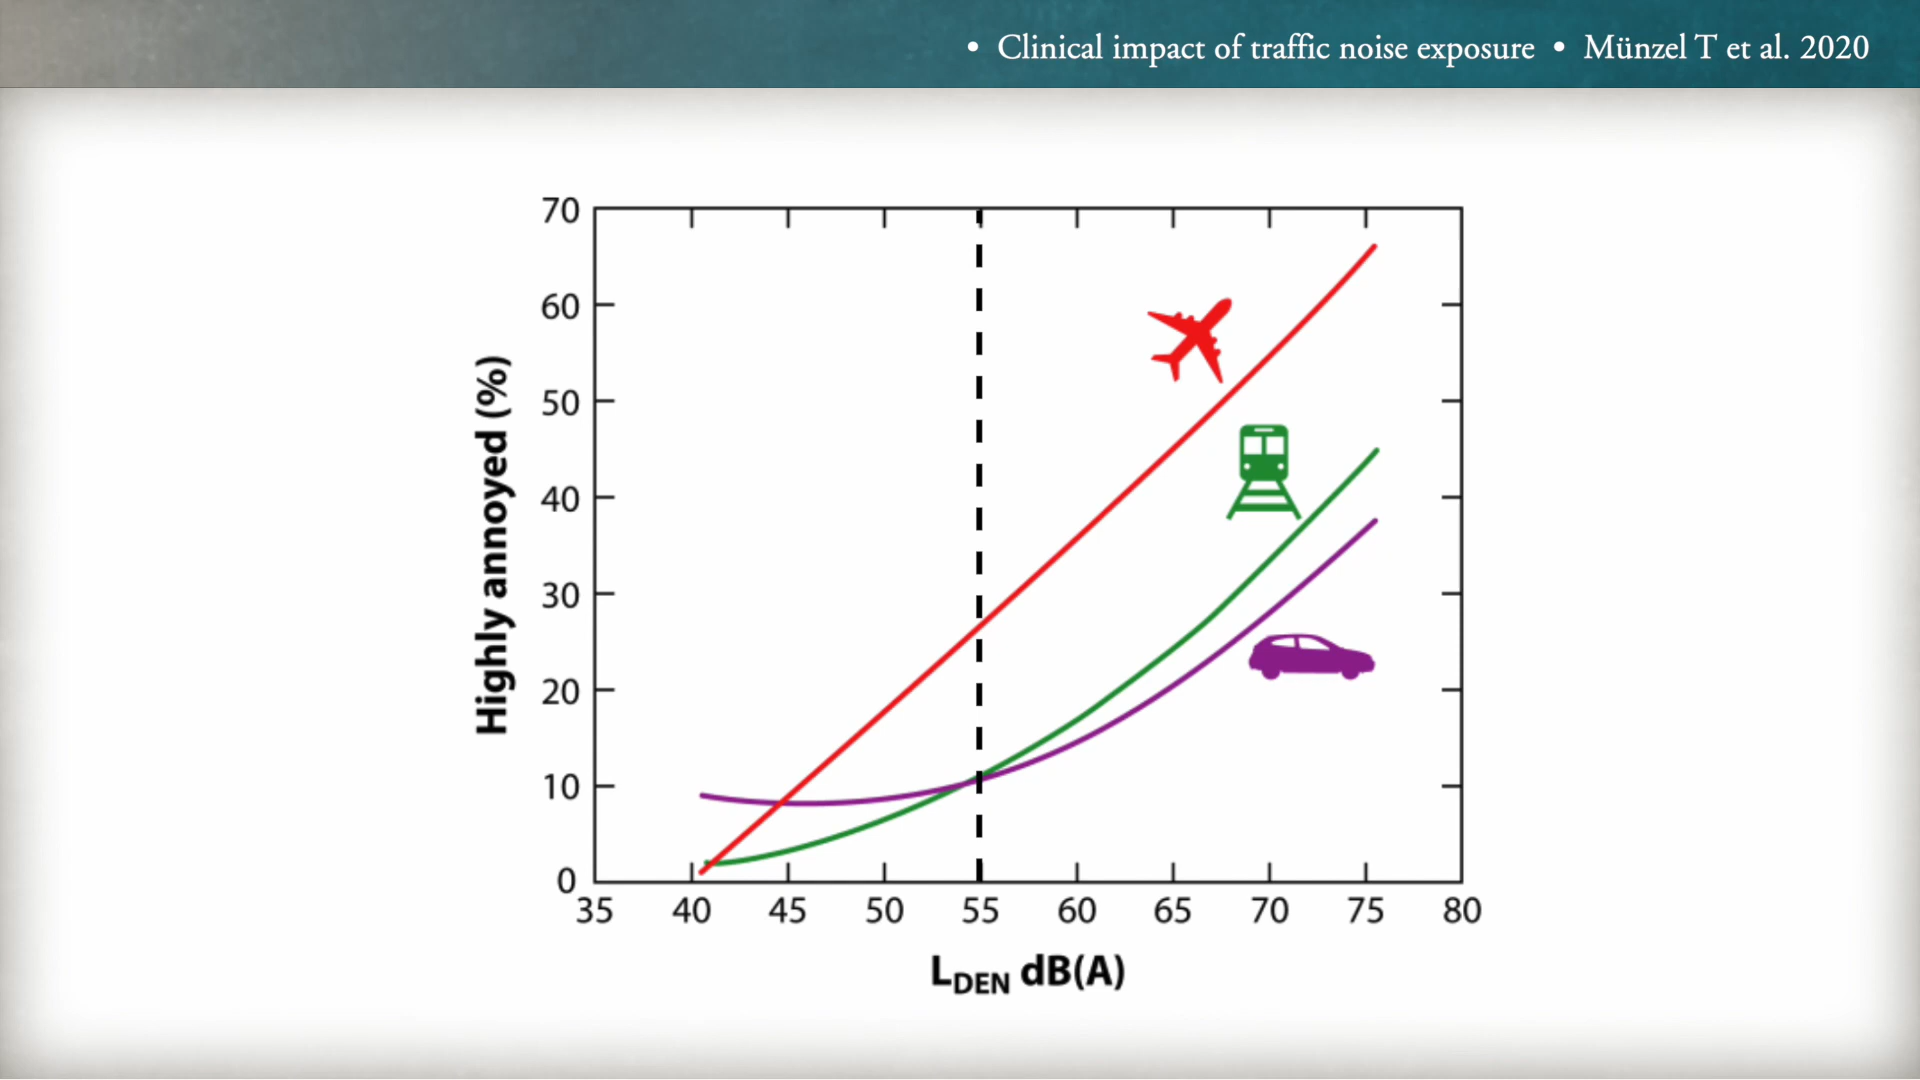 • Clinical impact of traffic noise exposure • Münzel T et al. 2020
70
60
50
40
30
20
10
0
Highly annoyed (%)
35 40 45 50 55 60 65 70 75 80
L_DEN dB(A)